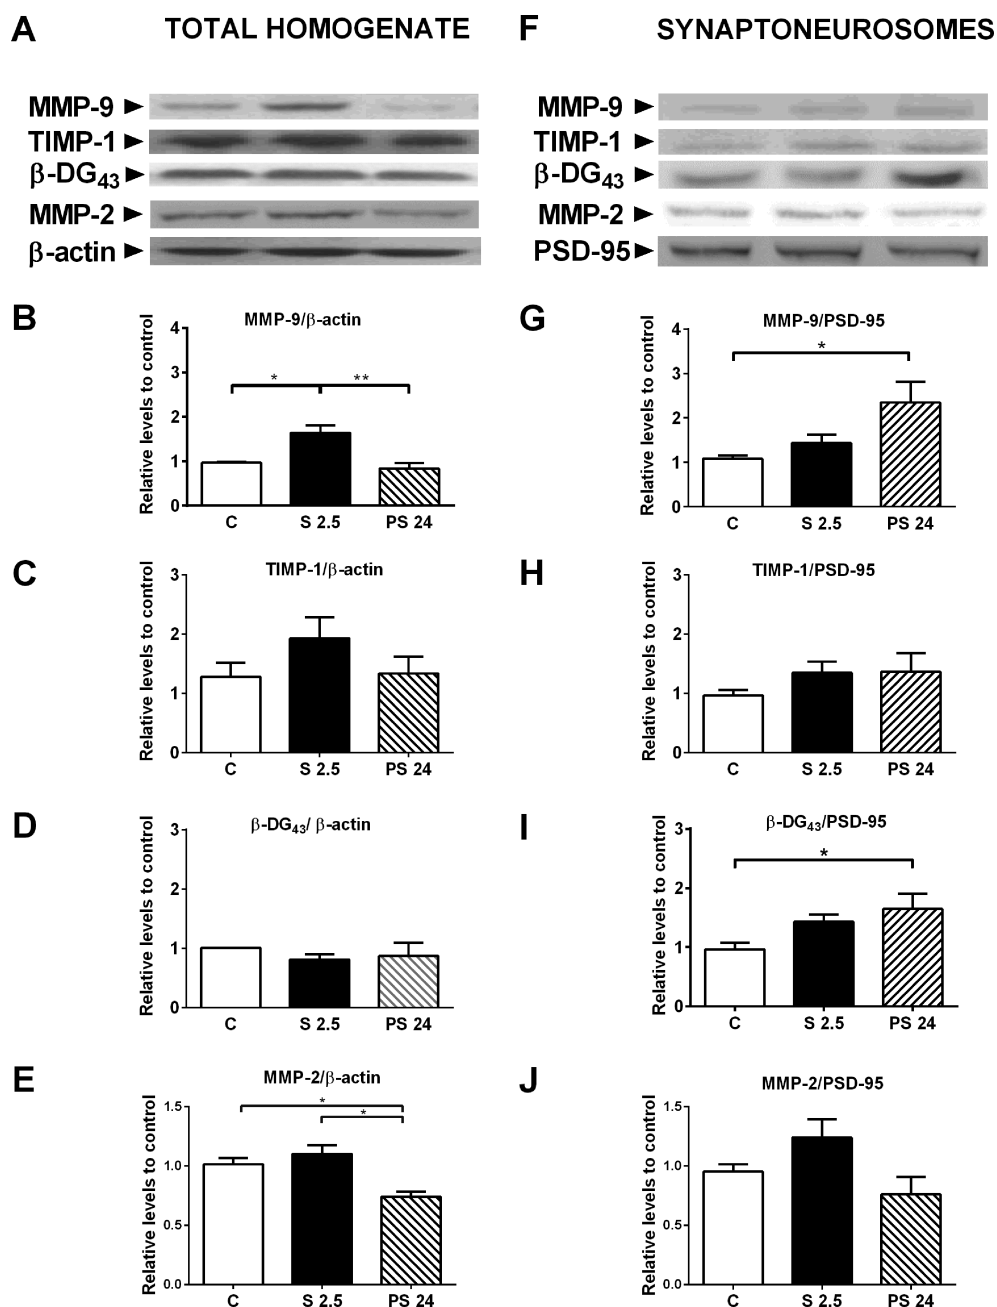 A TOTAL HOMOGENATE
MMP-9
TIMP-1
β-DG43
MMP-2
β-actin
B
MMP-9/β-actin
Relative levels to control
4
3
2
1
0
* **
C S 2.5 PS 24
C
TIMP-1/β-actin
Relative levels to control
3
2
1
0
C S 2.5 PS 24
D
β-DG43/ β-actin
Relative levels to control
3
2
1
0
C S 2.5 PS 24
E
MMP-2/β-actin
Relative levels to control
1.5
1.0
0.5
0.0
*
*
C S 2.5 PS 24
F SYNAPTONEUROSOMES
MMP-9
TIMP-1
β-DG43
MMP-2
PSD-95
G
MMP-9/PSD-95
Relative levels to control
4
3
2
1
0
*
C S 2.5 PS 24
H
TIMP-1/PSD-95
Relative levels to control
3
2
1
0
C S 2.5 PS 24
I
β-DG43/PSD-95
Relative levels to control
3
2
1
0
*
C S 2.5 PS 24
J
MMP-2/PSD-95
Relative levels to control
1.5
1.0
0.5
0.0
C S 2.5 PS 24